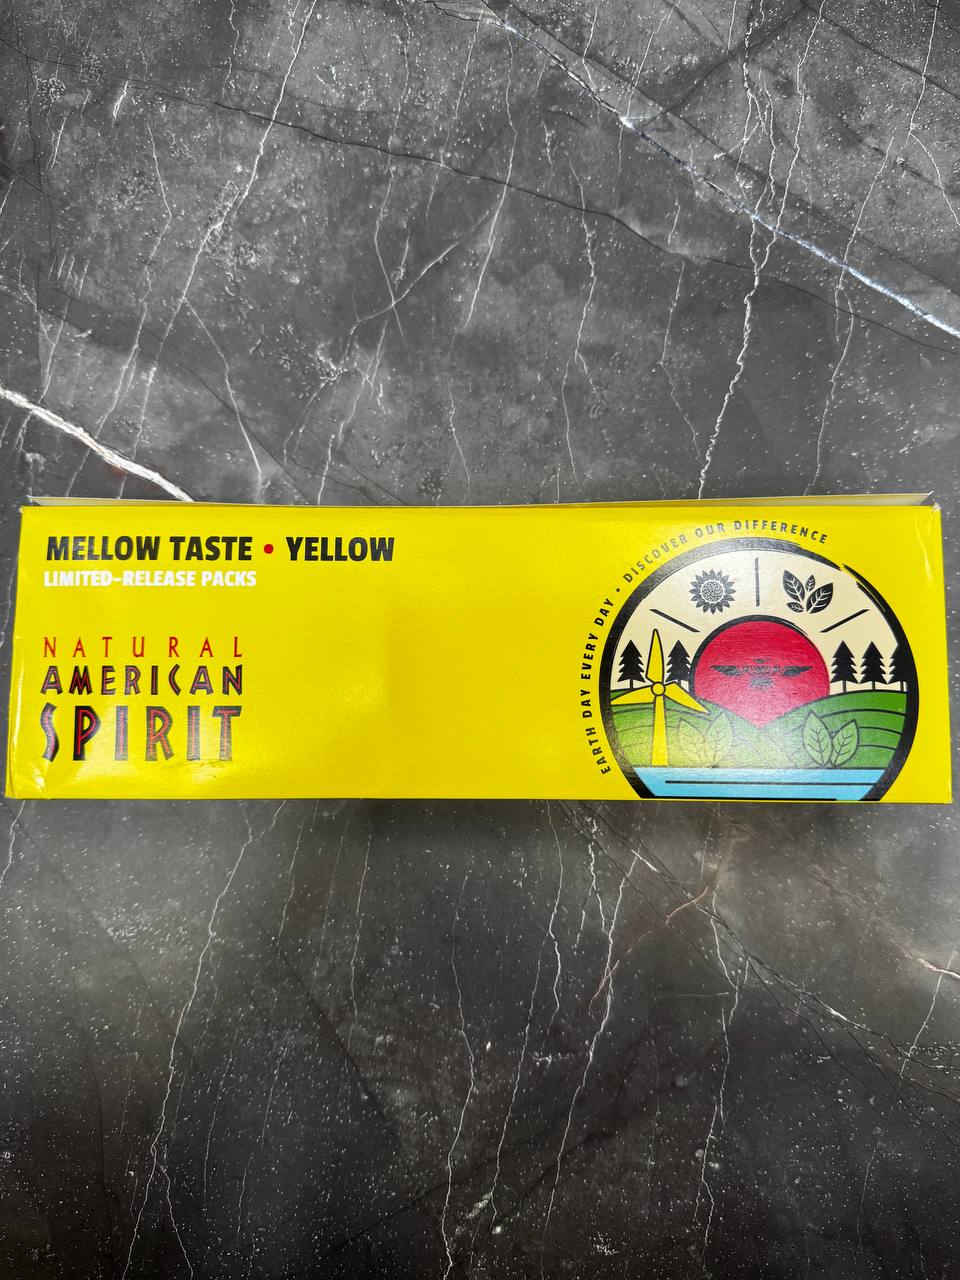 MELLOW TASTE • YELLOW
LIMITED-RELEASE PACKS
NATURAL
AMERICAN
SPIRIT
EARTH DAY EVERY DAY • DISCOVER OUR DIFFERENCE